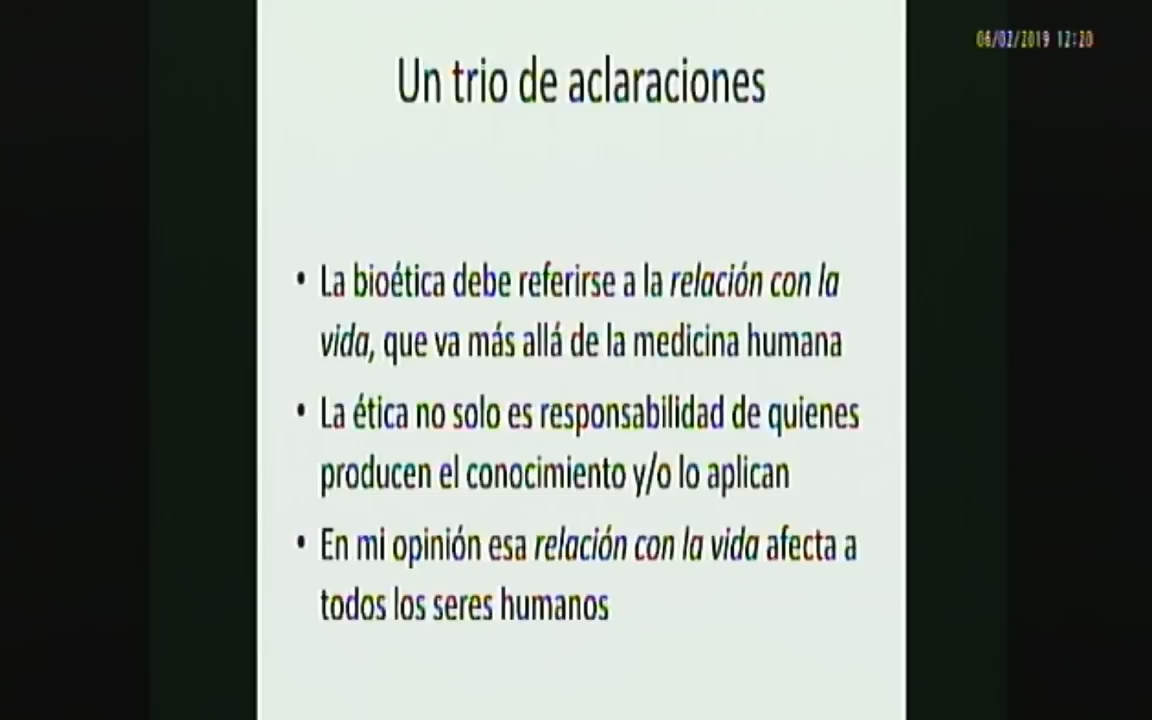 06/02/2019 12:20
Un trio de aclaraciones
• La bioética debe referirse a la relación con la
vida, que va más allá de la medicina humana
• La ética no solo es responsabilidad de quienes
producen el conocimiento y/o lo aplican
• En mi opinión esa relación con la vida afecta a
todos los seres humanos